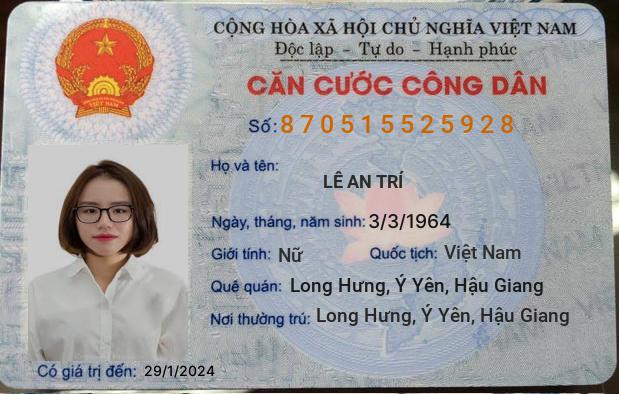 CỘNG HÒA XÃ HỘI CHỦ NGHĨA VIỆT NAM
Độc lập - Tự do - Hạnh phúc
CĂN CƯỚC CÔNG DÂN
Số: 870515525928
Họ và tên:
LÊ AN TRÍ
Ngày, tháng, năm sinh: 3/3/1964
Giới tính: Nữ Quốc tịch: Việt Nam
Quê quán: Long Hưng, Ý Yên, Hậu Giang
Nơi thường trú: Long Hưng, Ý Yên, Hậu Giang
Có giá trị đến: 29/1/2024
VIỆT NAM